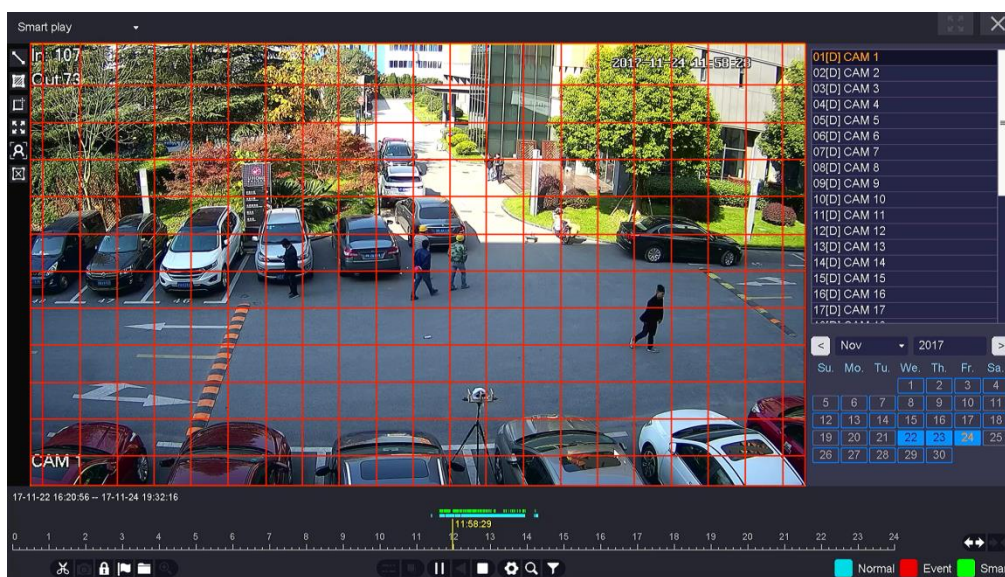 Smart play
In: 107
Out:73
2017-11-24 11:58:28
CAM 1
01[D] CAM 1
02[D] CAM 2
03[D] CAM 3
04[D] CAM 4
05[D] CAM 5
06[D] CAM 6
07[D] CAM 7
08[D] CAM 8
09[D] CAM 9
10[D] CAM 10
11[D] CAM 11
12[D] CAM 12
13[D] CAM 13
14[D] CAM 14
15[D] CAM 15
16[D] CAM 16
17[D] CAM 17
< Nov 2017 >
Su. Mo. Tu. We. Th. Fr. Sa.
1 2 3 4
5 6 7 8 9 10 11
12 13 14 15 16 17 18
19 20 21 22 23 24 25
26 27 28 29 30
17-11-22 16:20:56 -- 17-11-24 19:32:16
11:58:29
0 1 2 3 4 5 6 7 8 9 10 11 12 13 14 15 16 17 18 19 20 21 22 23 24
Normal Event Smar